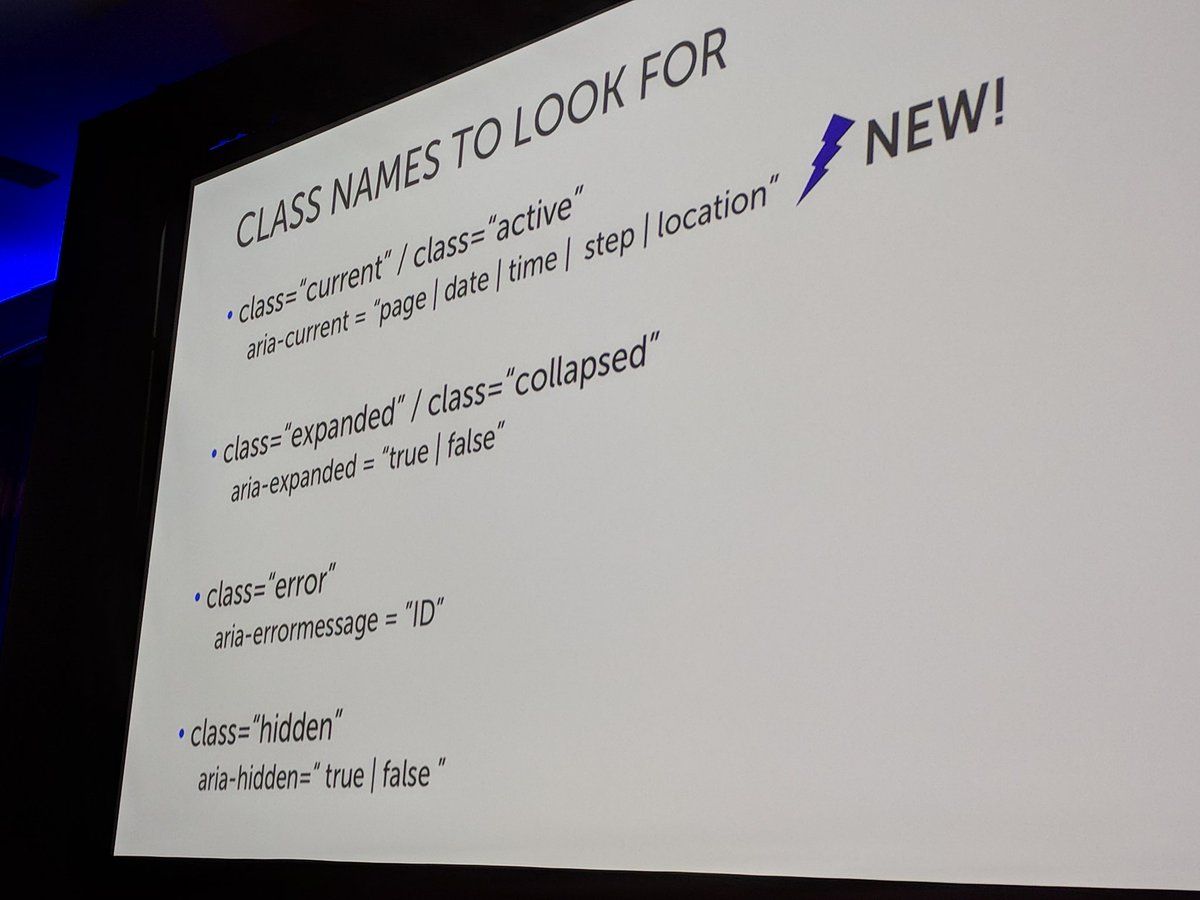 CLASS NAMES TO LOOK FOR
• class="current" / class="active"
aria-current = "page | date | time | step | location" NEW!
• class="expanded" / class="collapsed"
aria-expanded = "true | false"
• class="error"
aria-errormessage = "ID"
• class="hidden"
aria-hidden=" true | false "